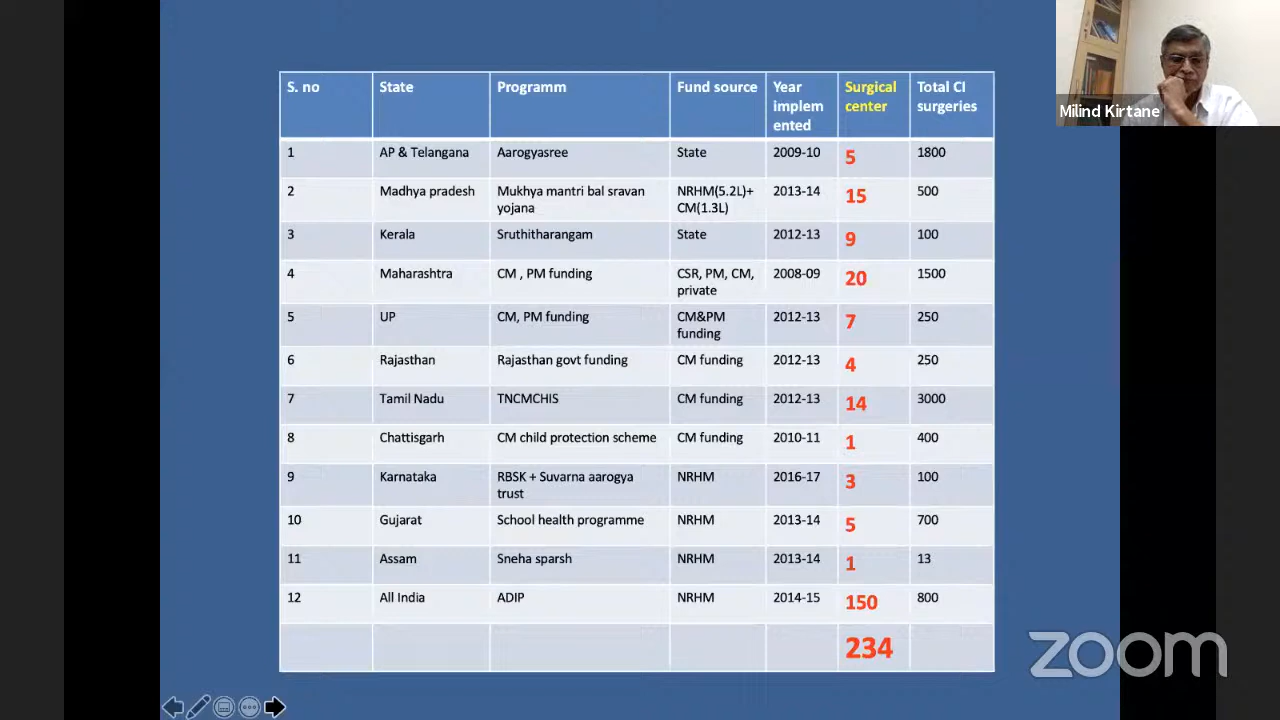 S. no State Programm Fund source Year implem ented Surgical center Total CI surgeries
1 AP & Telangana Aarogyasree State 2009-10 5 1800
2 Madhya pradesh Mukhya mantri bal sravan yojana NRHM(5.2L)+ CM(1.3L) 2013-14 15 500
3 Kerala Sruthitharangam State 2012-13 9 100
4 Maharashtra CM , PM funding CSR, PM, CM, private 2008-09 20 1500
5 UP CM, PM funding CM&PM funding 2012-13 7 250
6 Rajasthan Rajasthan govt funding CM funding 2012-13 4 250
7 Tamil Nadu TNCMCHIS CM funding 2012-13 14 3000
8 Chattisgarh CM child protection scheme CM funding 2010-11 1 400
9 Karnataka RBSK + Suvarna aarogya trust NRHM 2016-17 3 100
10 Gujarat School health programme NRHM 2013-14 5 700
11 Assam Sneha sparsh NRHM 2013-14 1 13
12 All India ADIP NRHM 2014-15 150 800
234
Milind Kirtane
zoom